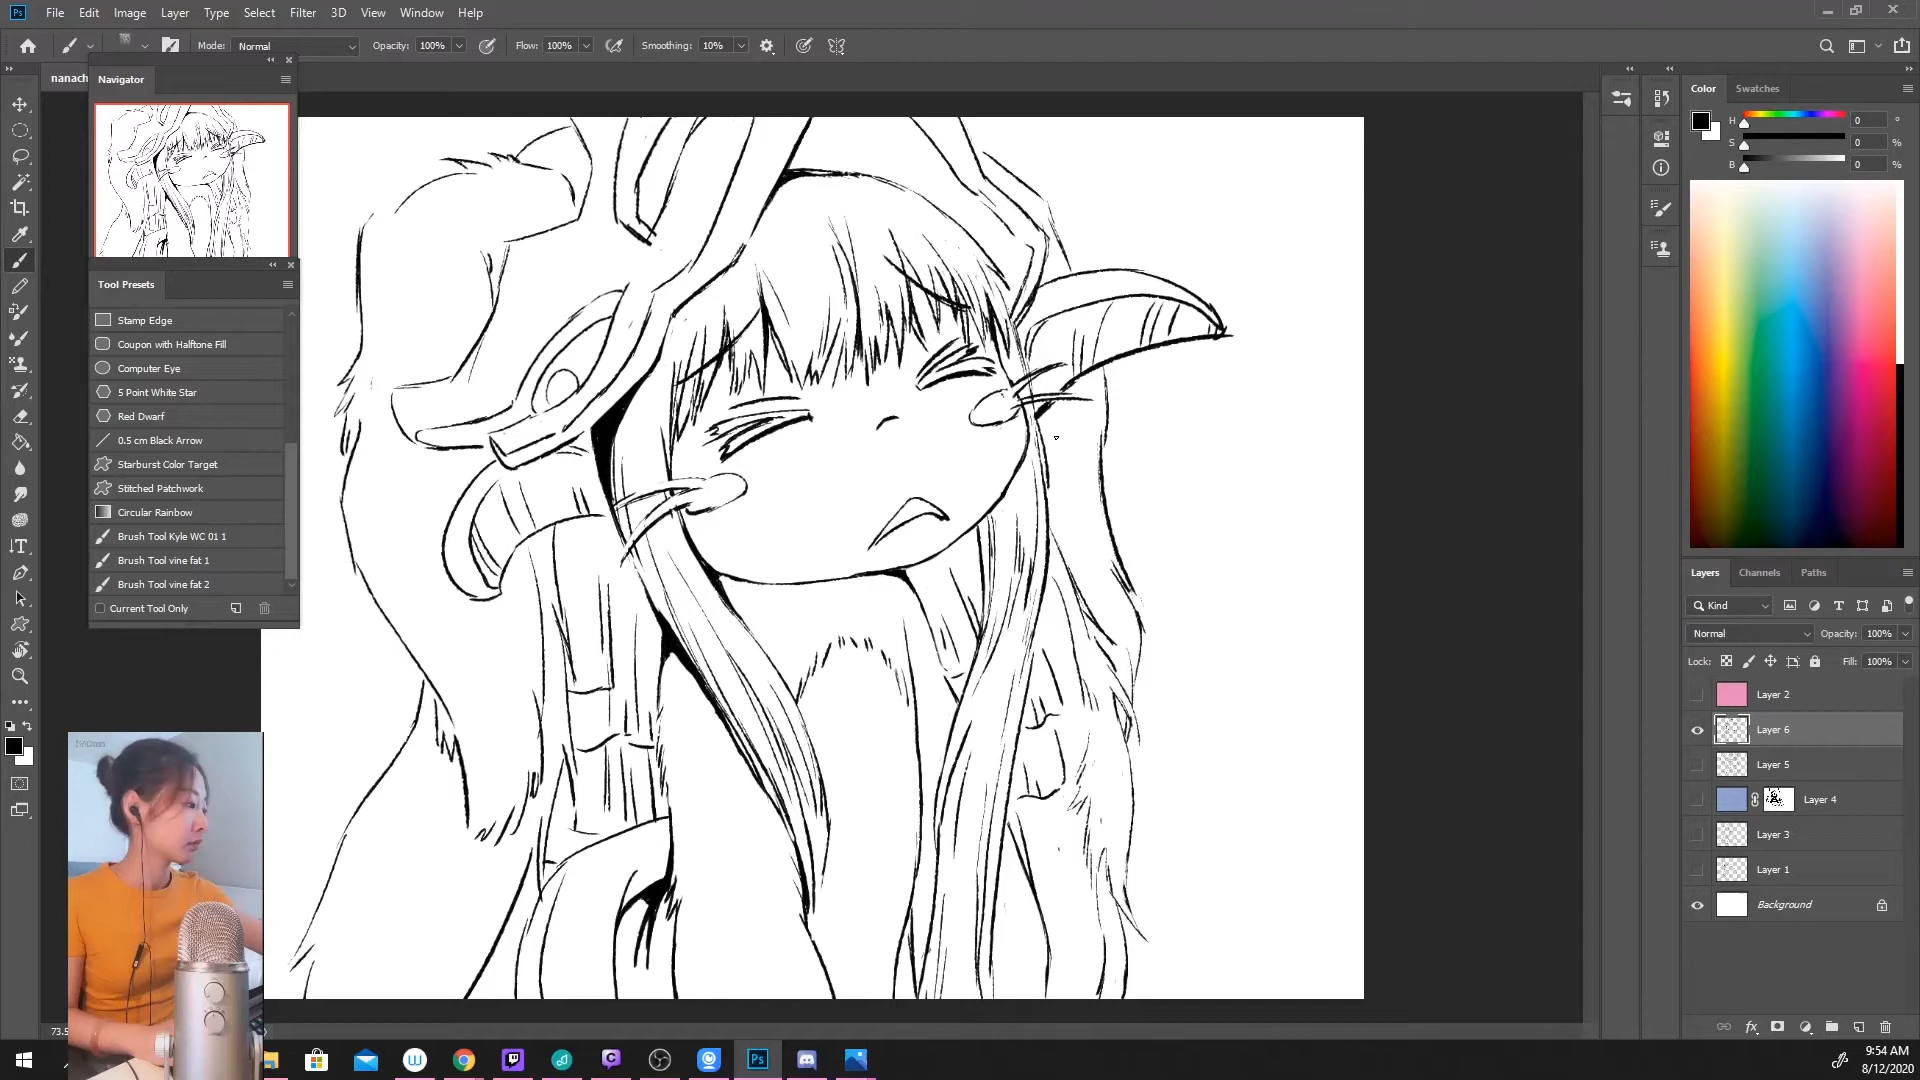 Ps File Edit Image Layer Type Select Filter 3D View Window Help
Mode: Normal Opacity: 100% Flow: 100% Smoothing: 10%
nanach
Navigator
Tool Presets
Stamp Edge
Coupon with Halftone Fill
Computer Eye
5 Point White Star
Red Dwarf
0.5 cm Black Arrow
Starburst Color Target
Stitched Patchwork
Circular Rainbow
Brush Tool Kyle WC 01 1
Brush Tool vine fat 1
Brush Tool vine fat 2
Current Tool Only
Color Swatches
H 0 °
S 0 %
B 0 %
Layers Channels Paths
Kind
Normal Opacity: 100%
Lock: Fill: 100%
Layer 2
Layer 6
Layer 5
Layer 4
Layer 3
Layer 1
Background
73.5
Ps
9:54 AM
8/12/2020